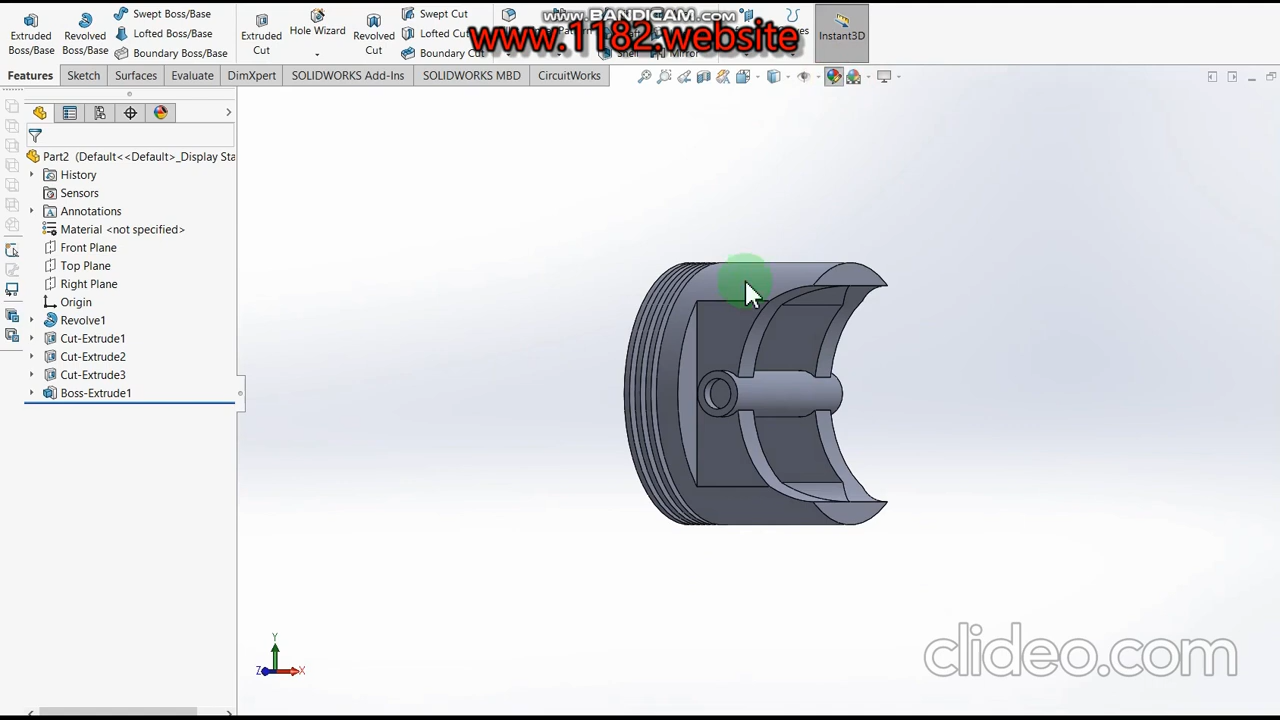 www.BANDICAM.com
www.1182.website
Extruded Boss/Base
Revolved Boss/Base
Swept Boss/Base
Lofted Boss/Base
Boundary Boss/Base
Extruded Cut
Hole Wizard
Revolved Cut
Swept Cut
Lofted Cut
Boundary Cut
Shell
Mirror
Instant3D
Features
Sketch
Surfaces
Evaluate
DimXpert
SOLIDWORKS Add-Ins
SOLIDWORKS MBD
CircuitWorks
Part2 (Default<<Default>_Display Sta
History
Sensors
Annotations
Material <not specified>
Front Plane
Top Plane
Right Plane
Origin
Revolve1
Cut-Extrude1
Cut-Extrude2
Cut-Extrude3
Boss-Extrude1
Y
Z
X
clideo.com